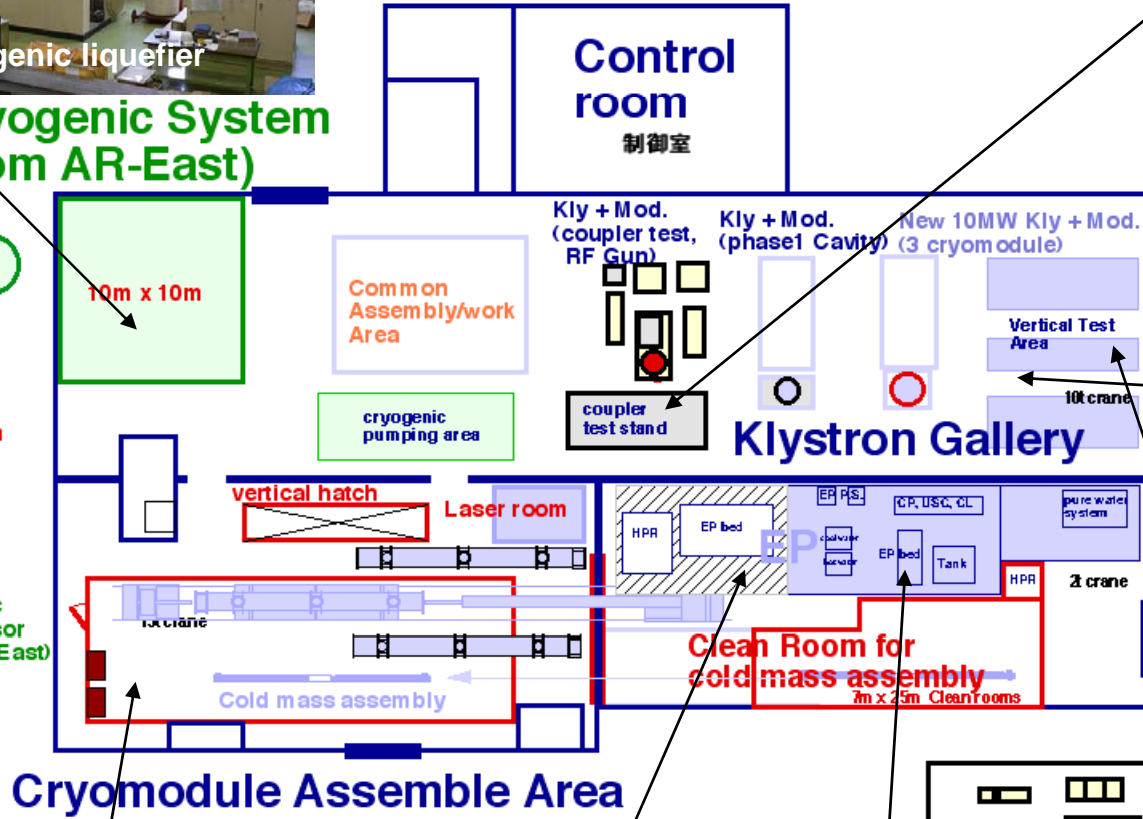 genic liquefier
yogenic System
om AR-East)
Control
room
制御室
10m x 10m
Common
Assembly/work
Area
cryogenic
pumping area
Kly + Mod.
(coupler test,
RF Gun)
Kly + Mod.
(phase1 Cavity)
New 10MW Kly + Mod.
(3 cryomodule)
Vertical Test
Area
10t crane
coupler
test stand
Klystron Gallery
vertical hatch
Laser room
HPR
EP bed
EP
EP P.S.
CP, USC, CL
EP bed
Tank
pure water
system
HPR
2t crane
sor
East)
15t crane
Cold mass assembly
Clean Room for
cold mass assembly
7m x 25m Cleanrooms
Cryomodule Assemble Area